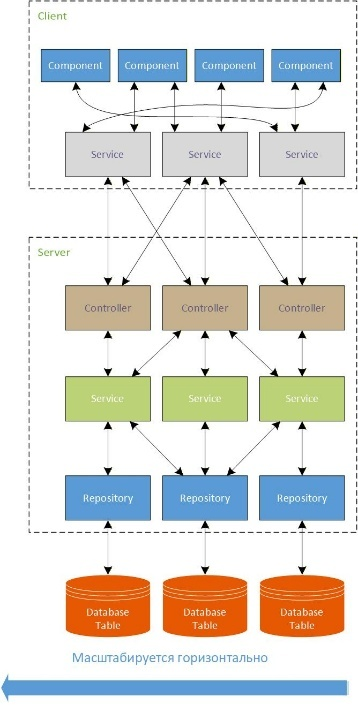 Client
Component Component Component Component
Service Service Service
Server
Controller Controller Controller
Service Service Service
Repository Repository Repository
Database Database Database
Table Table Table
Масштабируется горизонтально